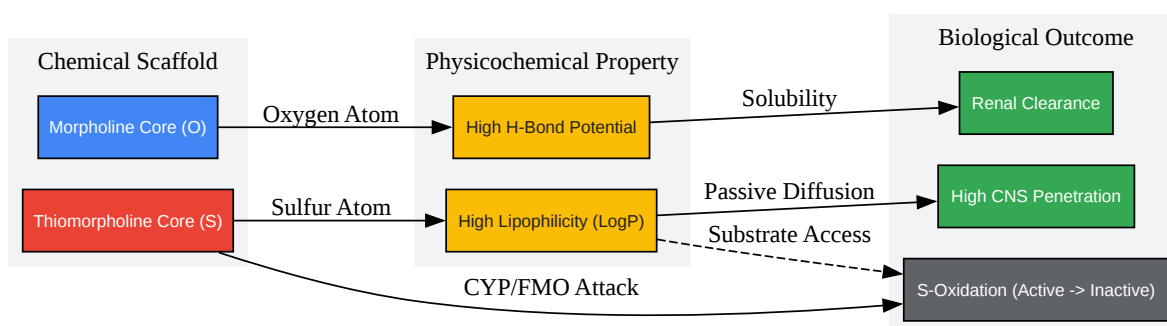 Chemical Scaffold
Morpholine Core (O)
Thiomorpholine Core (S)
Oxygen Atom
Sulfur Atom
CYP/FMO Attack
Physicochemical Property
High H-Bond Potential
High Lipophilicity (LogP)
Solubility
Passive Diffusion
Substrate Access
Biological Outcome
Renal Clearance
High CNS Penetration
S-Oxidation (Active -> Inactive)